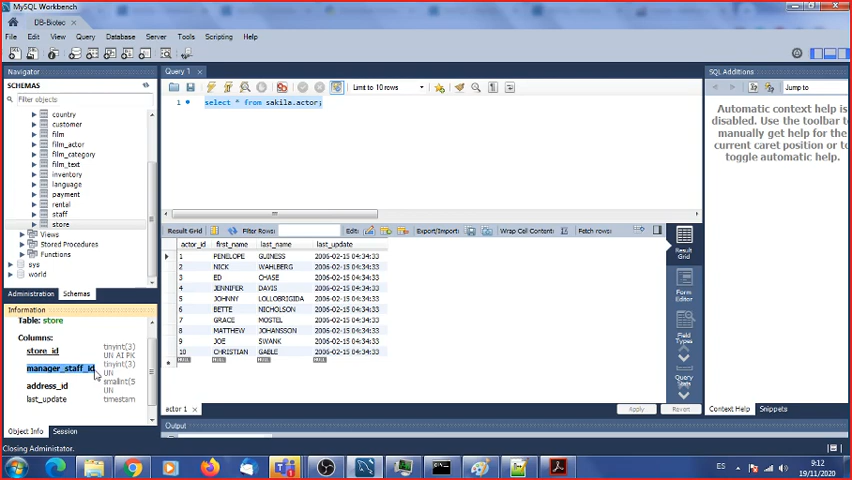 MySQL Workbench
DB-Biotec
File Edit View Query Database Server Tools Scripting Help
Navigator
SCHEMAS
Filter objects
country
customer
film
film_actor
film_category
film_text
inventory
language
payment
rental
staff
store
Views
Stored Procedures
Functions
sys
world
Administration Schemas
Information
Table: store
Columns:
store_id tinyint(3) UN AI PK
manager_staff_id tinyint(3) UN
address_id smallint(5 UN
last_update timestam
Object Info Session
Query 1
Limit to 10 rows
1 select * from sakila.actor;
Result Grid Filter Rows: Edit: Export/Import: Wrap Cell Content: Fetch rows:
actor_id first_name last_name last_update
1 PENELOPE GUINESS 2006-02-15 04:34:33
2 NICK WAHLBERG 2006-02-15 04:34:33
3 ED CHASE 2006-02-15 04:34:33
4 JENNIFER DAVIS 2006-02-15 04:34:33
5 JOHNNY LOLLOBRIGIDA 2006-02-15 04:34:33
6 BETTE NICHOLSON 2006-02-15 04:34:33
7 GRACE MOSTEL 2006-02-15 04:34:33
8 MATTHEW JOHANSSON 2006-02-15 04:34:33
9 JOE SWANK 2006-02-15 04:34:33
10 CHRISTIAN GABLE 2006-02-15 04:34:33
NULL NULL NULL NULL
Result Grid
Form Editor
Field Types
Query Stats
actor 1
Apply Revert
Output
SQL Additions
Jump to
Automatic context help is
disabled. Use the toolbar to
manually get help for the
current caret position or to
toggle automatic help.
Context Help Snippets
Closing Administator.
ES
9:12
19/11/2020